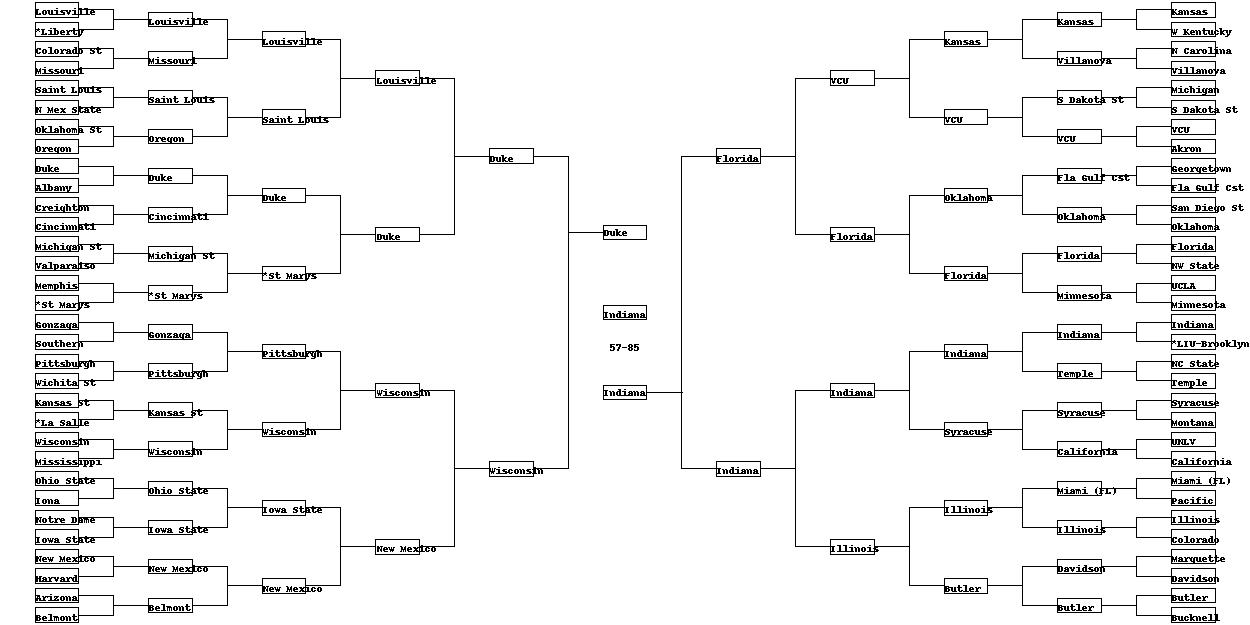 Louisville
*Liberty
Colorado St
Missouri
Saint Louis
N Mex State
Oklahoma St
Oregon
Duke
Albany
Creighton
Cincinnati
Michigan St
Valparaiso
Memphis
*St Marys
Gonzaga
Southern
Pittsburgh
Wichita St
Kansas St
*La Salle
Wisconsin
Mississippi
Ohio State
Iona
Notre Dame
Iowa State
New Mexico
Harvard
Arizona
Belmont
Louisville
Missouri
Saint Louis
Oregon
Duke
Cincinnati
Michigan St
*St Marys
Gonzaga
Pittsburgh
Kansas St
Wisconsin
Ohio State
Iowa State
New Mexico
Belmont
Louisville
Saint Louis
Duke
*St Marys
Pittsburgh
Wisconsin
Iowa State
New Mexico
Louisville
Duke
Wisconsin
New Mexico
Duke
Wisconsin
Duke
Indiana
57-85
Indiana
Florida
Indiana
VCU
Florida
Indiana
Illinois
Kansas
VCU
Oklahoma
Florida
Indiana
Syracuse
Illinois
Butler
Kansas
Villanova
S Dakota St
VCU
Fla Gulf Cst
Oklahoma
Florida
Minnesota
Indiana
Temple
Syracuse
California
Miami (FL)
Illinois
Davidson
Butler
Kansas
W Kentucky
N Carolina
Villanova
Michigan
S Dakota St
VCU
Akron
Georgetown
Fla Gulf Cst
San Diego St
Oklahoma
Florida
NW State
UCLA
Minnesota
Indiana
*LIU-Brooklyn
NC State
Temple
Syracuse
Montana
UNLV
California
Miami (FL)
Pacific
Illinois
Colorado
Marquette
Davidson
Butler
Bucknell